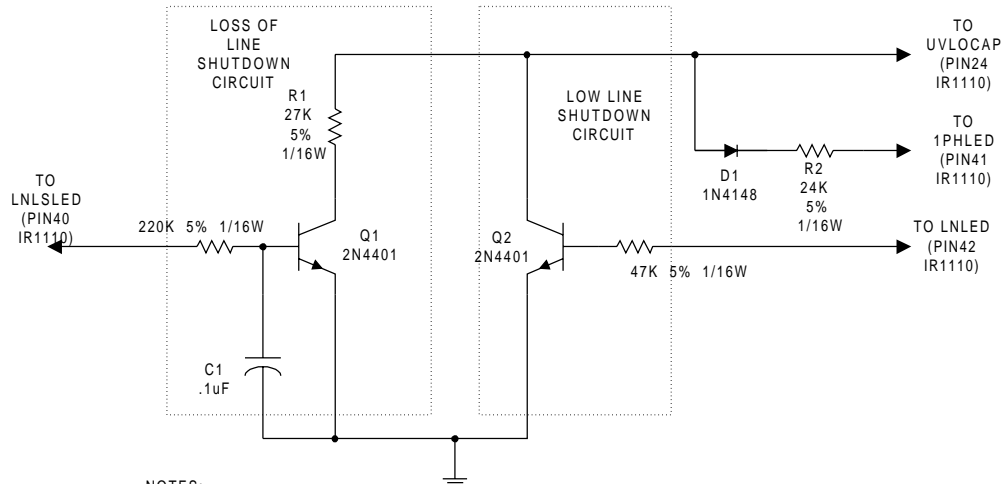 LOSS OF
LINE
SHUTDOWN
CIRCUIT
R1
27K
5%
1/16W
TO
LNLSLED
(PIN40
IR1110)
220K 5% 1/16W
Q1
2N4401
C1
.1uF
LOW LINE
SHUTDOWN
CIRCUIT
Q2
2N4401
47K 5% 1/16W
D1
1N4148
R2
24K
5%
1/16W
TO
UVLOCAP
(PIN24
IR1110)
TO
1PHLED
(PIN41
IR1110)
TO LNLED
(PIN42
IR1110)
NOTES: